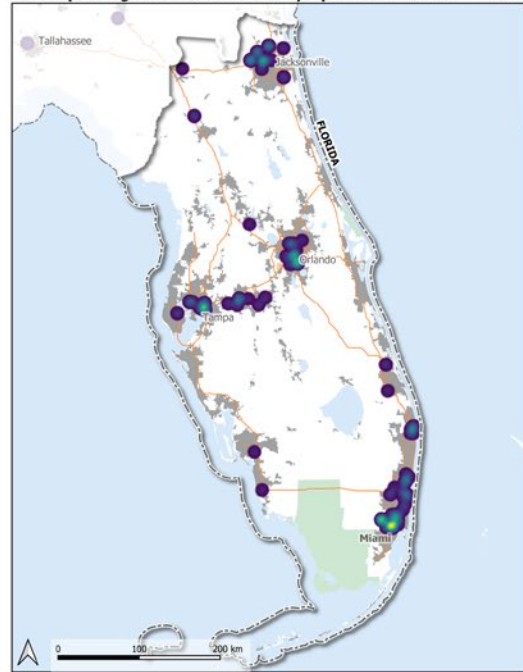 Tallahassee
Jacksonville
FLORIDA
Orlando
Tampa
Miami
0 100 200 km